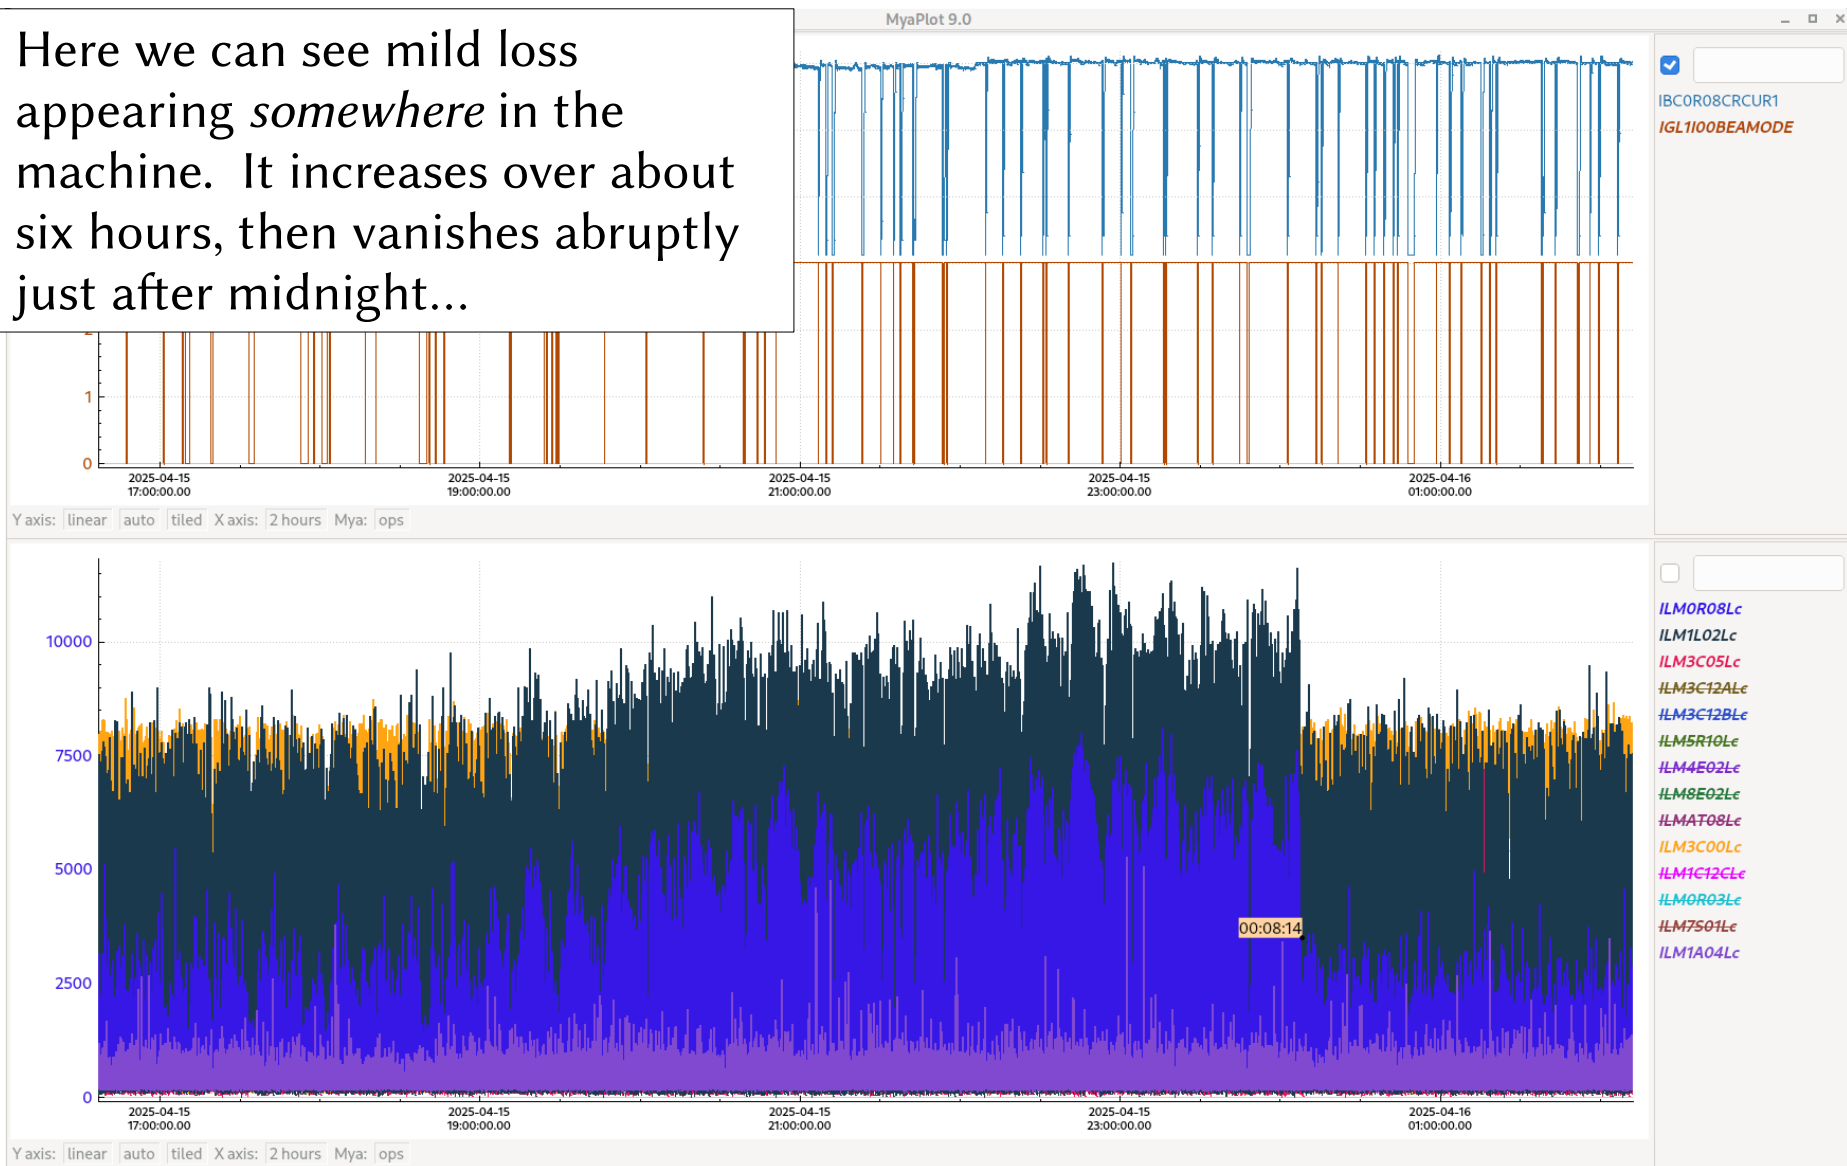 MyaPlot 9.0
Here we can see mild loss
appearing somewhere in the
machine.  It increases over about
six hours, then vanishes abruptly
just after midnight...
IBC0R08CRCUR1
IGL1I00BEAMODE
2
1
0
2025-04-15 2025-04-15 2025-04-15 2025-04-15 2025-04-16
17:00:00.00 19:00:00.00 21:00:00.00 23:00:00.00 01:00:00.00
Y axis: linear auto tiled X axis: 2 hours Mya: ops
10000
7500
5000
2500
0
00:08:14
ILM0R08Lc
ILM1L02Lc
ILM3C05Lc
ILM3C12ALc
ILM3C12BLc
ILM5R10Lc
ILM4E02Lc
ILM8E02Lc
ILMAT08Lc
ILM3C00Lc
ILM1C12CLc
ILM0R03Lc
ILM7S01Lc
ILM1A04Lc
2025-04-15 2025-04-15 2025-04-15 2025-04-15 2025-04-16
17:00:00.00 19:00:00.00 21:00:00.00 23:00:00.00 01:00:00.00
Y axis: linear auto tiled X axis: 2 hours Mya: ops